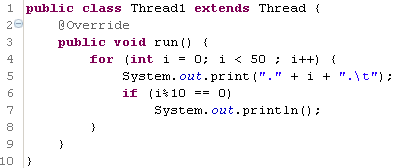 1 public class Thread1 extends Thread {
2 @Override
3 public void run() {
4 for (int i = 0; i < 50 ; i++) {
5 System.out.print("." + i + ".\t");
6 if (i%10 == 0)
7 System.out.println();
8 }
9 }
10 }